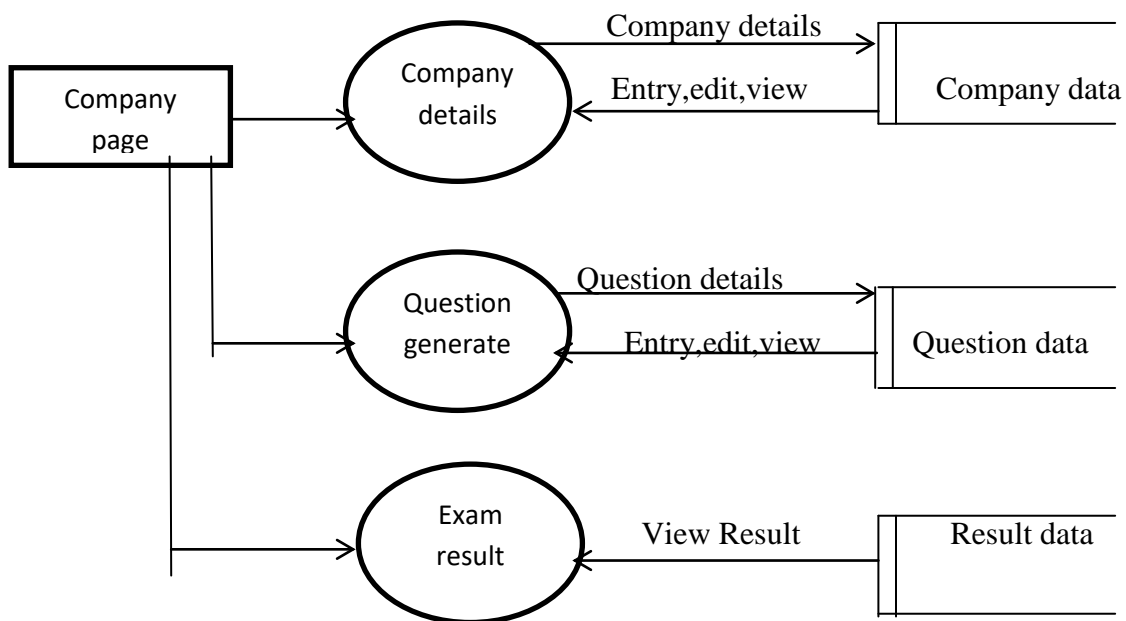 Company
page
Company
details
Company details
Entry,edit,view
Company data
Question
generate
Question details
Entry,edit,view
Question data
Exam
result
View Result
Result data